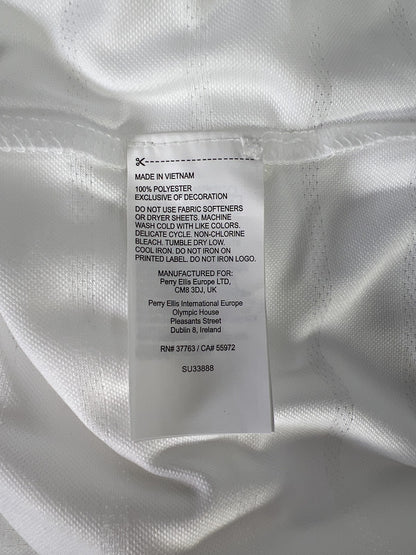 MADE IN VIETNAM
100% POLYESTER
EXCLUSIVE OF DECORATION
DO NOT USE FABRIC SOFTENERS
OR DRYER SHEETS. MACHINE
WASH COLD WITH LIKE COLORS.
DELICATE CYCLE. NON-CHLORINE
BLEACH. TUMBLE DRY LOW.
COOL IRON. DO NOT IRON ON
PRINTED LABEL. DO NOT IRON LOGO.
MANUFACTURED FOR:
Perry Ellis Europe LTD,
CM8 3DJ, UK
Perry Ellis International Europe
Olympic House
Pleasants Street
Dublin 8, Ireland
RN# 37763 / CA# 55972
SU33888